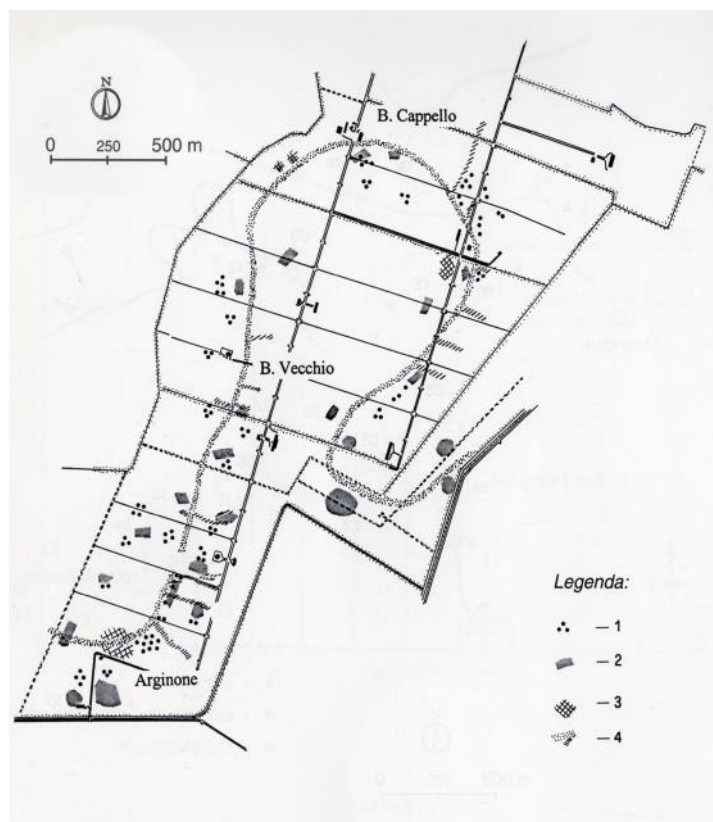 N
0 250 500 m
B. Cappello
B. Vecchio
Arginone
Legenda:
— 1
— 2
— 3
— 4